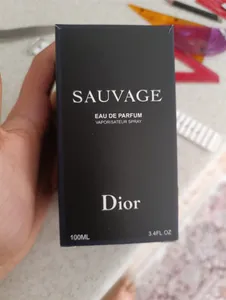 SAUVAGE
EAU DE PARFUM
VAPORISATEUR SPRAY
Dior
100ML 3.4FL OZ